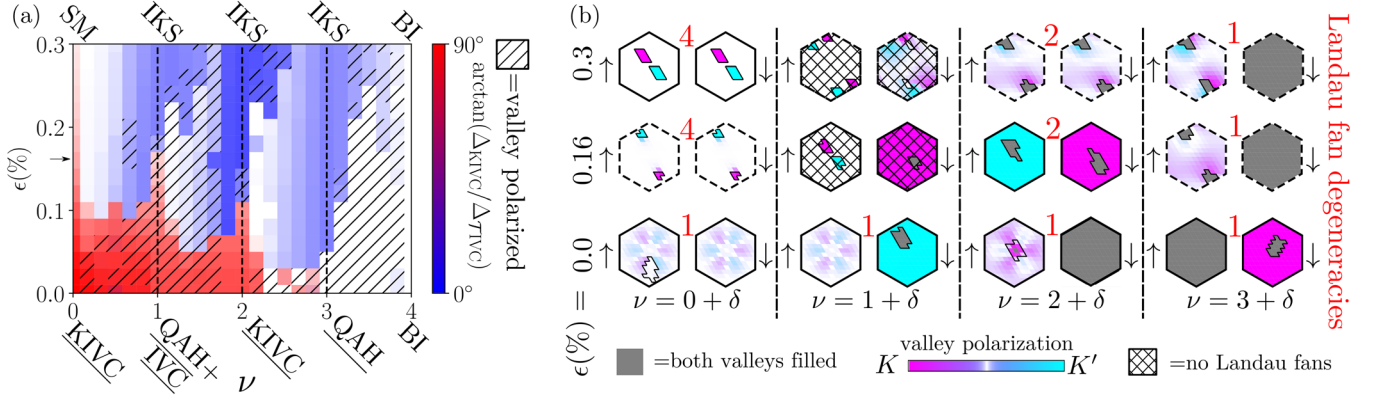 (a)
SM
IKS
IKS
IKS
BI
0.3
0.2
0.1
0.0
ϵ(%)
0
1
2
3
4
KIVC
QAH+
IVC
KIVC
QAH
BI
ν
90°
0°
arctan(Δ_KIVC/Δ_TIVC)
=valley polarized
(b)
Landau fan degeneracies
0.3
↑ 4 ↓
↑ ↓
↑ 2 ↓
↑ 1 ↓
0.16
↑ 4 ↓
↑ ↓
↑ 2 ↓
↑ 1 ↓
0.0
↑ 1 ↓
↑ 1 ↓
↑ 1 ↓
↑ 1 ↓
ϵ(%) =
ν = 0 + δ
ν = 1 + δ
ν = 2 + δ
ν = 3 + δ
=both valleys filled
valley polarization
K
K′
=no Landau fans